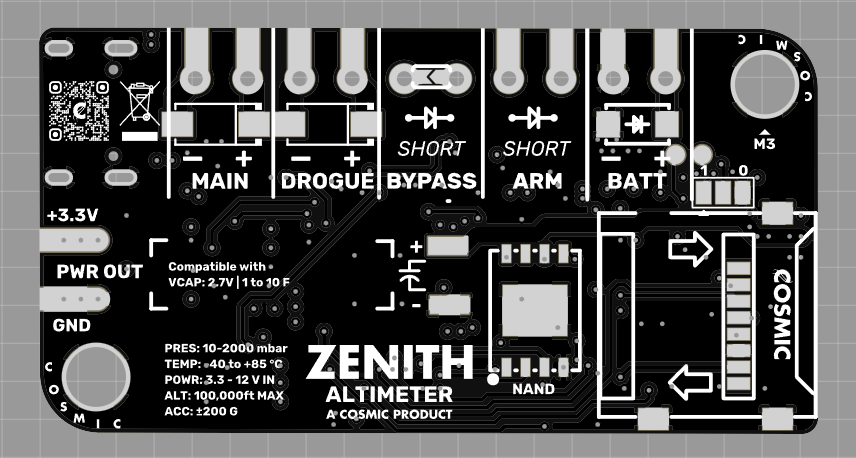 COSMIC
M3
SHORT
SHORT
- + - + - +
MAIN DROGUE BYPASS ARM BATT
1 0
+3.3V
PWR OUT
GND
Compatible with
VCAP: 2.7V | 1 to 10 F
+
-
COSMIC
PRES: 10-2000 mbar
TEMP: -40 to +85 °C
POWR: 3.3 - 12 V IN
ALT: 100,000ft MAX
ACC: ±200 G
ZENITH
ALTIMETER
A COSMIC PRODUCT
NAND
COSMIC